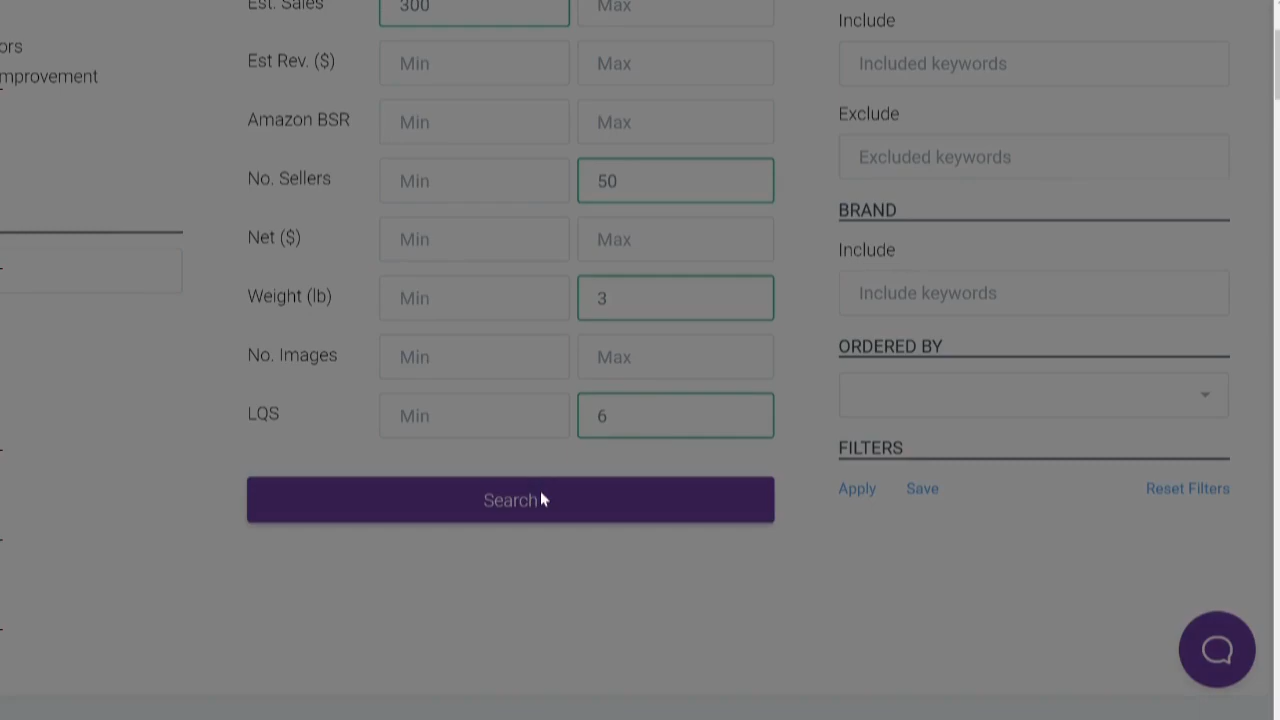 Est. Sales 300 Max
ors
mprovement
Est Rev. ($) Min Max
Amazon BSR Min Max
No. Sellers Min 50
Net ($) Min Max
Weight (lb) Min 3
No. Images Min Max
LQS Min 6
Search
Include
Included keywords
Exclude
Excluded keywords
BRAND
Include
Include keywords
ORDERED BY
FILTERS
Apply Save Reset Filters